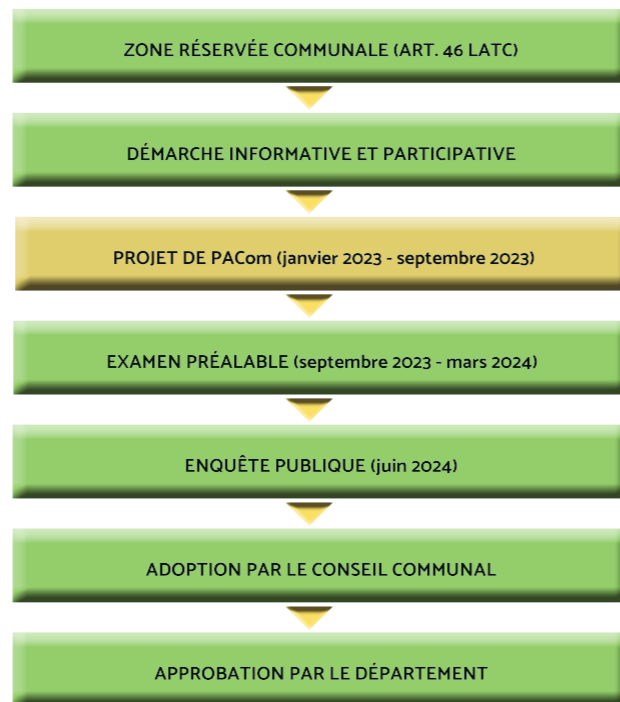 ZONE RÉSERVÉE COMMUNALE (ART. 46 LATC)
DÉMARCHE INFORMATIVE ET PARTICIPATIVE
PROJET DE PACom (janvier 2023 - septembre 2023)
EXAMEN PRÉALABLE (septembre 2023 - mars 2024)
ENQUÊTE PUBLIQUE (juin 2024)
ADOPTION PAR LE CONSEIL COMMUNAL
APPROBATION PAR LE DÉPARTEMENT